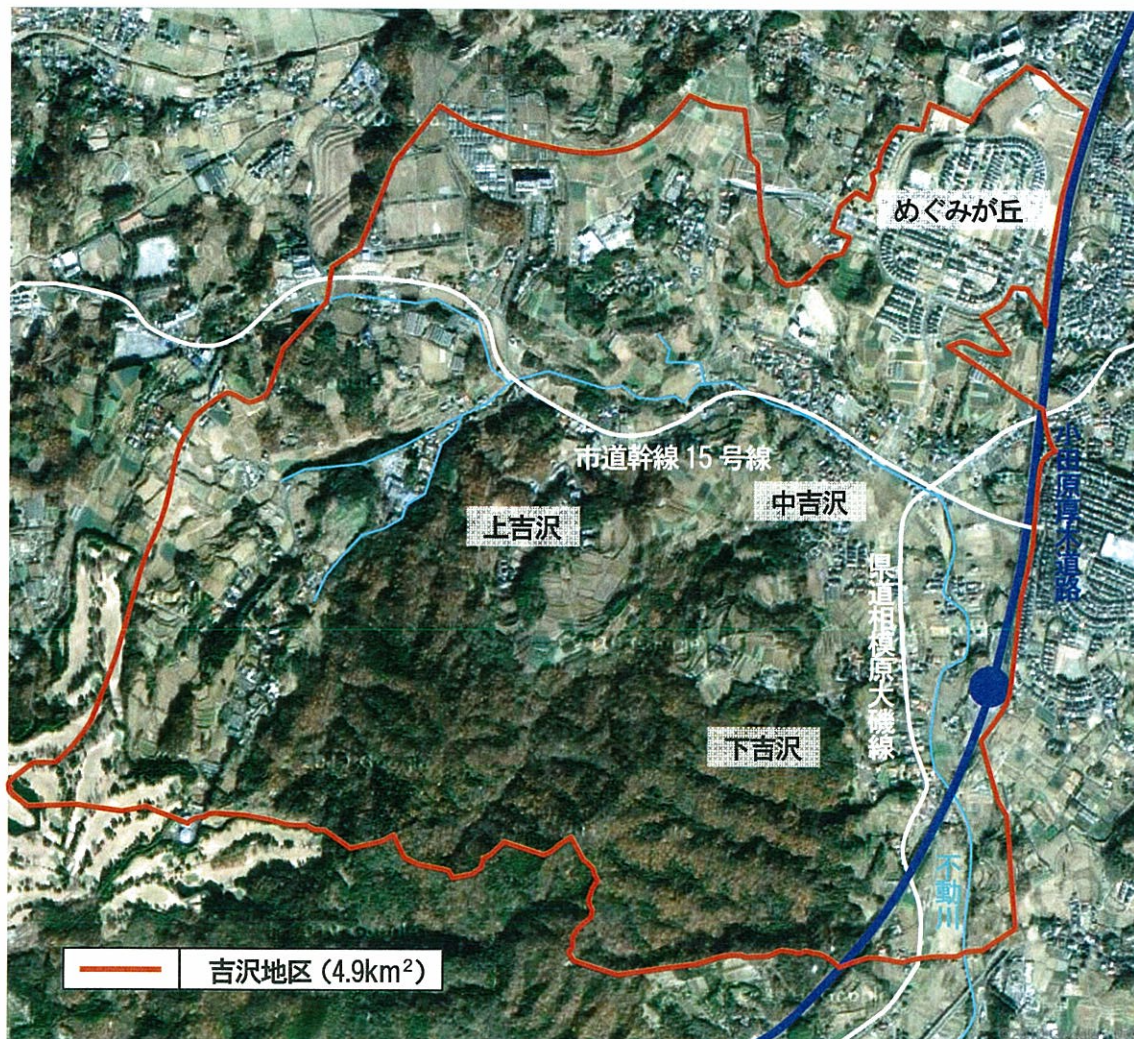 めぐみが丘
市道幹線15号線
中吉沢
上吉沢
小田原厚木道路
県道相模原大磯線
下吉沢
不動川
吉沢地区 (4.9km²)